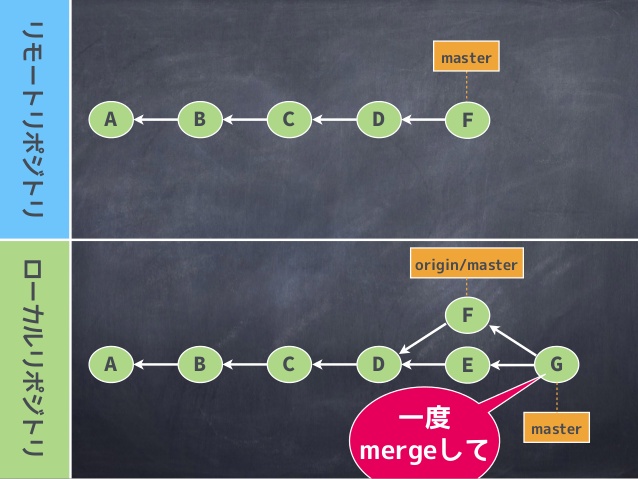 リモートリポジトリ
master
A
B
C
D
F
ローカルリポジトリ
origin/master
F
A
B
C
D
E
G
master
一度
mergeして